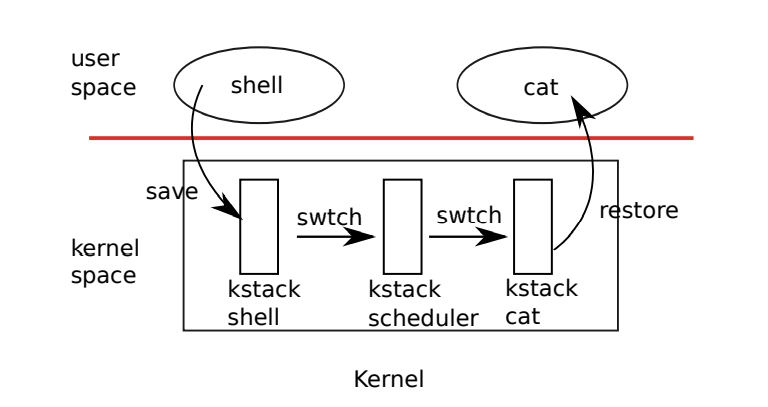 user
space
shell
cat
save
swtch
swtch
restore
kernel
space
kstack
shell
kstack
scheduler
kstack
cat
Kernel